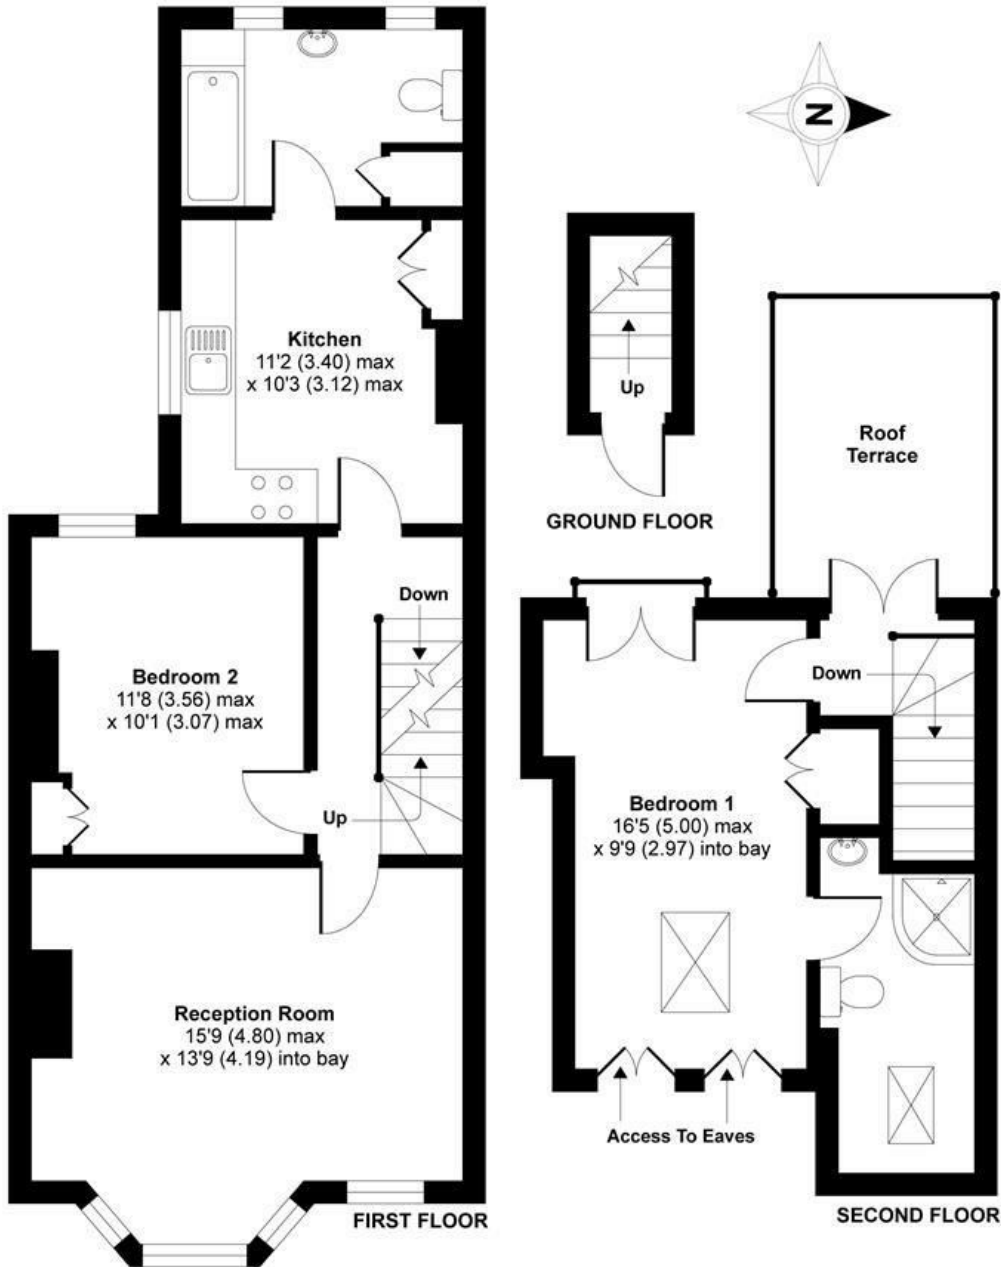 N
Kitchen
11'2 (3.40) max
x 10'3 (3.12) max
Up
GROUND FLOOR
Roof
Terrace
Down
Bedroom 2
11'8 (3.56) max
x 10'1 (3.07) max
Up
Down
Bedroom 1
16'5 (5.00) max
x 9'9 (2.97) into bay
Reception Room
15'9 (4.80) max
x 13'9 (4.19) into bay
Access To Eaves
FIRST FLOOR
SECOND FLOOR